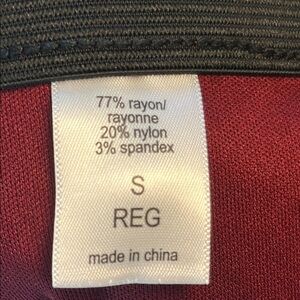 77% rayon/
rayonne
20% nylon
3% spandex
S
REG
made in china